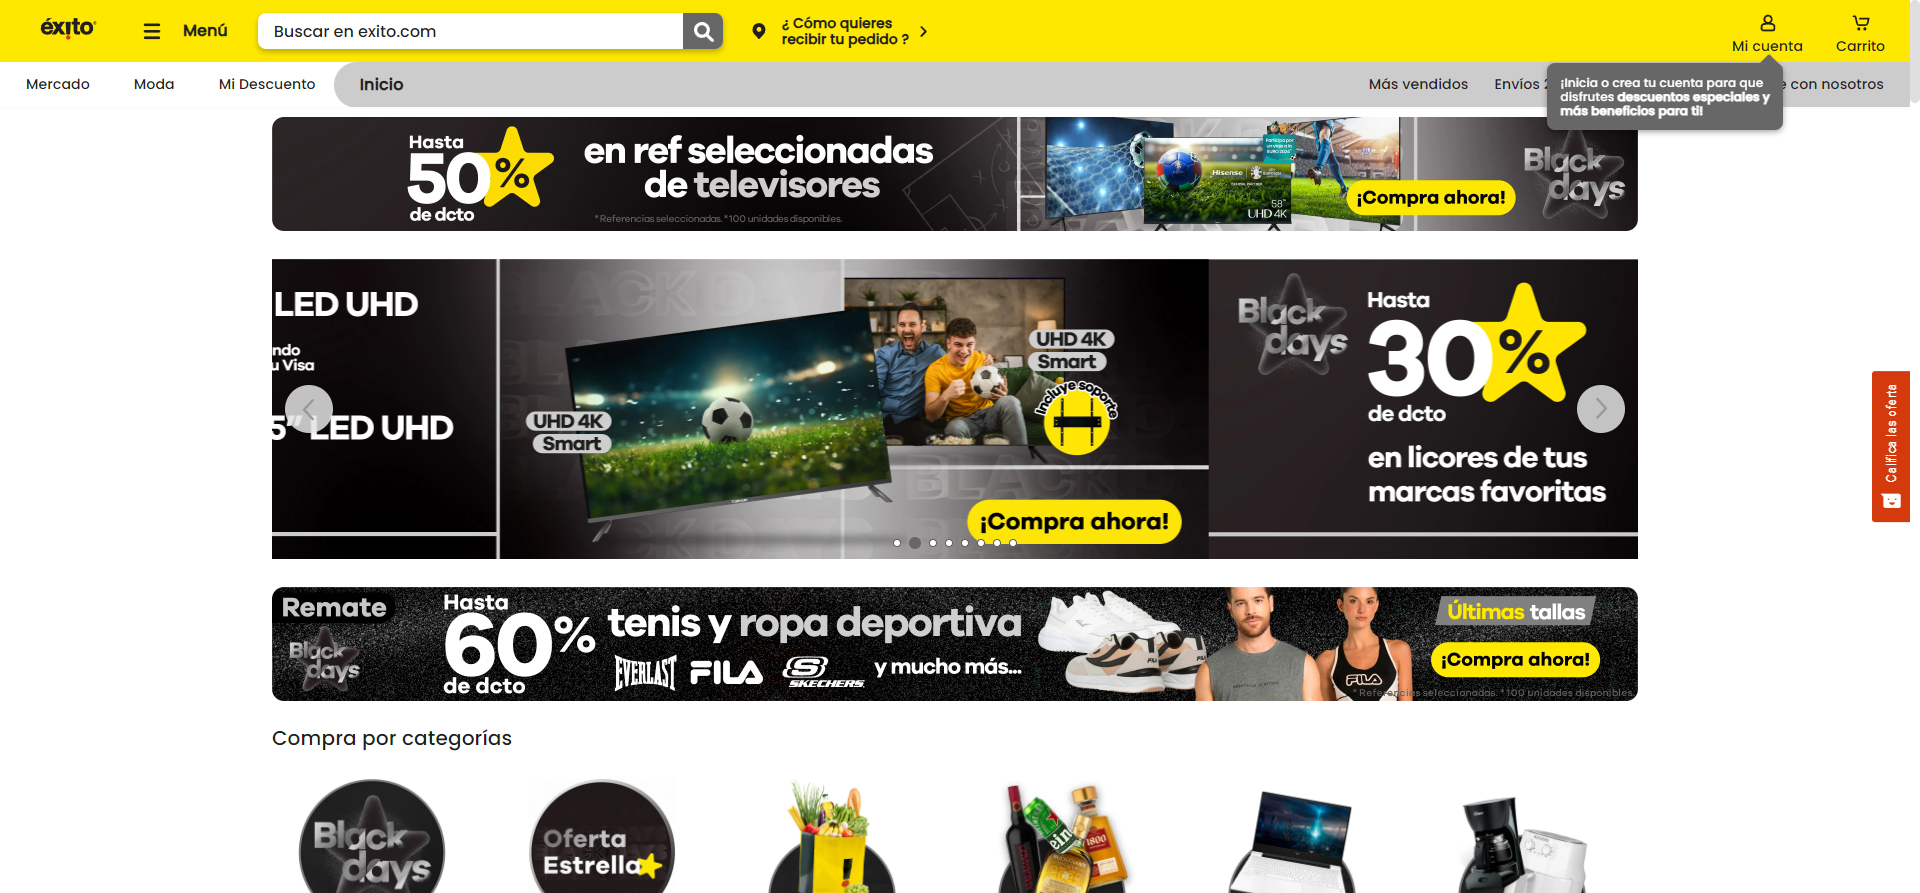 éxito
Menú
Buscar en exito.com
¿ Cómo quieres
recibir tu pedido ?
Mi cuenta
Carrito
Mercado
Moda
Mi Descuento
Inicio
Más vendidos
Envíos
¡Inicia o crea tu cuenta para que
disfrutes descuentos especiales y
más beneficios para ti!
con nosotros
Hasta
50%
de dcto
en ref seleccionadas
de televisores
*Referencias seleccionadas. *100 unidades disponibles.
Hisense
58"
UHD 4K
¡Compra ahora!
Black
days
LED UHD
ndo
u Visa
5" LED UHD
UHD 4K
Smart
UHD 4K
Smart
Incluye soporte
¡Compra ahora!
Black
days
Hasta
30%
de dcto
en licores de tus
marcas favoritas
Califica las oferta
Remate
Black
days
Hasta
60%
de dcto
tenis y ropa deportiva
EVERLAST
FILA
SKECHERS
y mucho más...
FILA
Últimas tallas
¡Compra ahora!
* Referencias seleccionadas. *100 unidades disponibles.
Compra por categorías
Black
days
Oferta
Estrella
1800